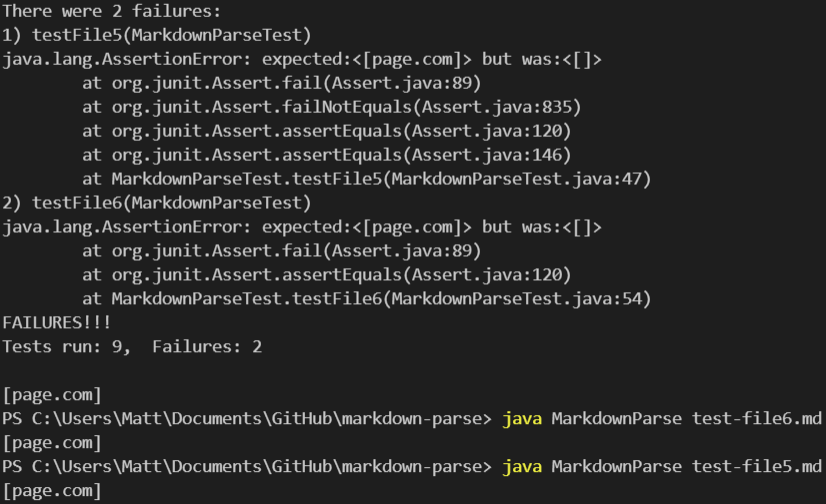 There were 2 failures:
1) testFile5(MarkdownParseTest)
java.lang.AssertionError: expected:<[page.com]> but was:<[]>
        at org.junit.Assert.fail(Assert.java:89)
        at org.junit.Assert.failNotEquals(Assert.java:835)
        at org.junit.Assert.assertEquals(Assert.java:120)
        at org.junit.Assert.assertEquals(Assert.java:146)
        at MarkdownParseTest.testFile5(MarkdownParseTest.java:47)
2) testFile6(MarkdownParseTest)
java.lang.AssertionError: expected:<[page.com]> but was:<[]>
        at org.junit.Assert.fail(Assert.java:89)
        at org.junit.Assert.assertEquals(Assert.java:120)
        at MarkdownParseTest.testFile6(MarkdownParseTest.java:54)
FAILURES!!!
Tests run: 9,  Failures: 2
[page.com]
PS C:\Users\Matt\Documents\GitHub\markdown-parse> java MarkdownParse test-file6.md
[page.com]
PS C:\Users\Matt\Documents\GitHub\markdown-parse> java MarkdownParse test-file5.md
[page.com]